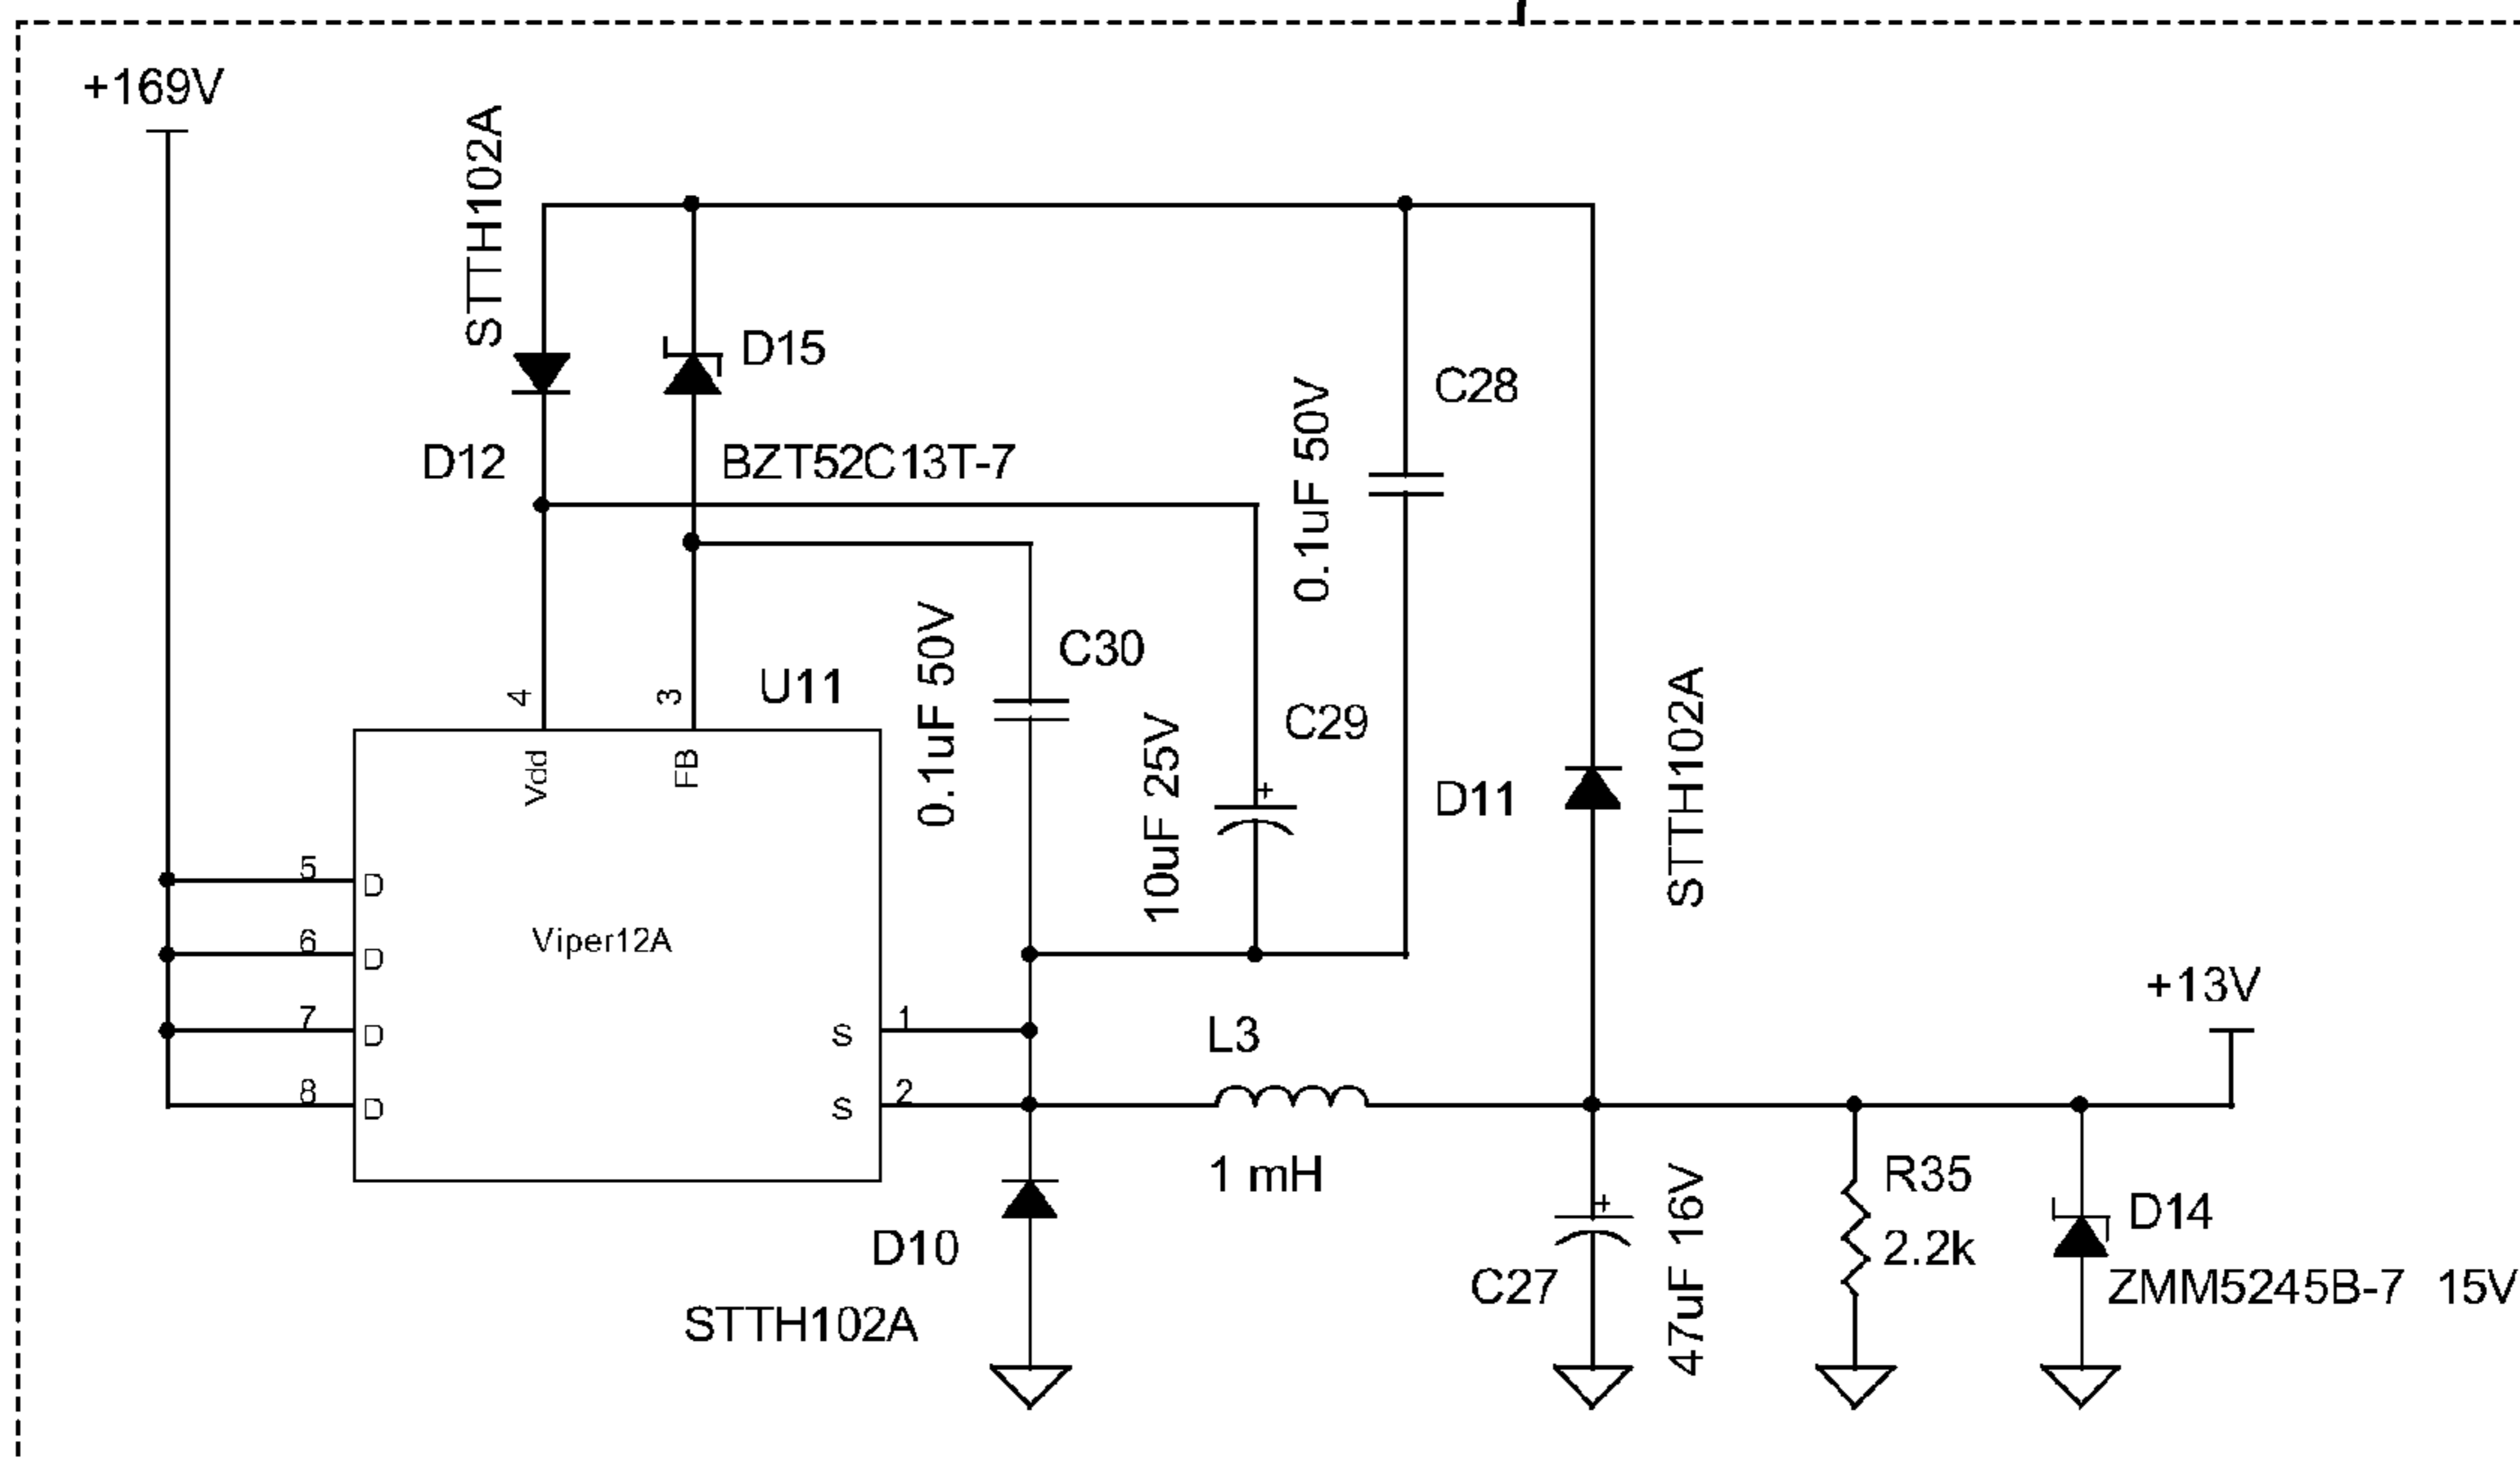 +169V
STTH102A
D15
C28
0.1uF 50V
D12
BZT52C13T-7
C30
0.1uF 50V
U11
4
3
Vdd
FB
C29
10uF 25V
D11
STTH102A
5
D
6
D
Viper12A
7
D
8
D
1
S
2
S
L3
1 mH
+13V
D10
STTH102A
+
+
C27
47uF 16V
R35
2.2k
D14
ZMM5245B-7 15V